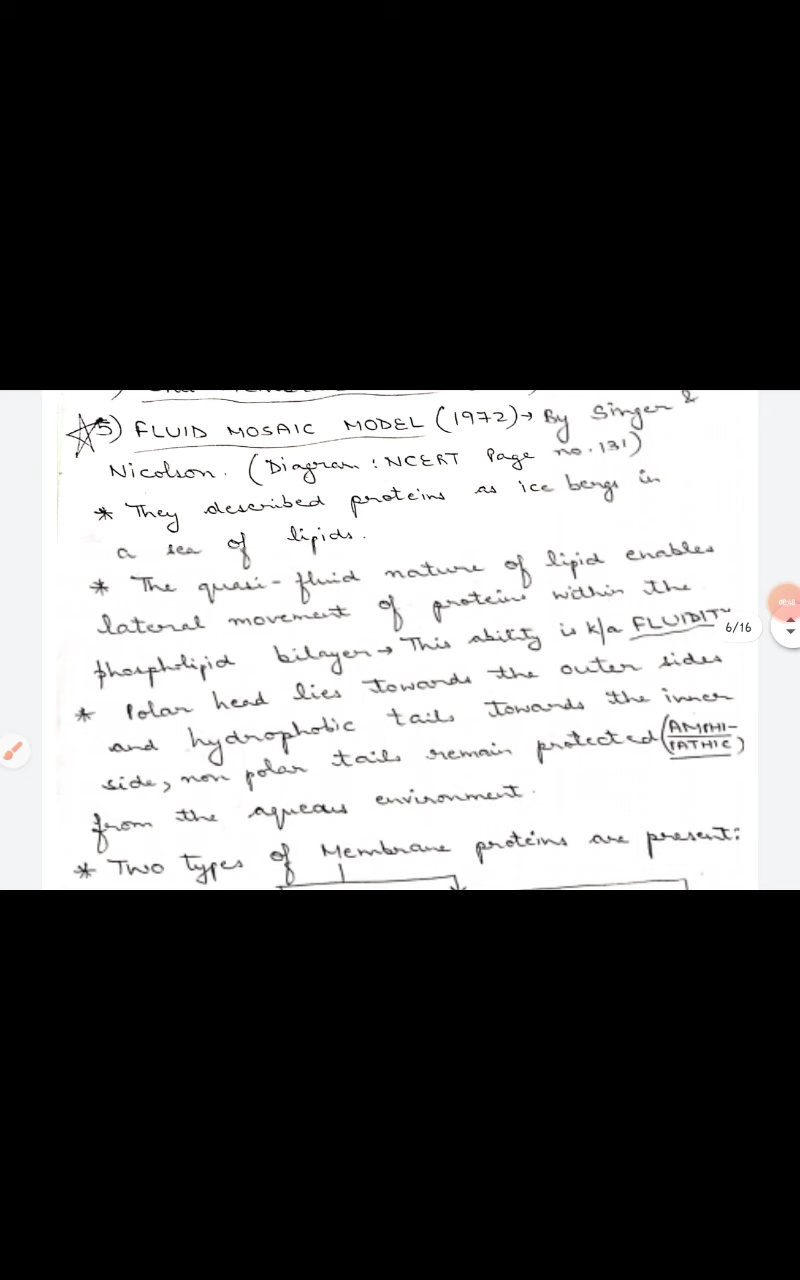 5) FLUID MOSAIC MODEL (1972)→ By Singer &
Nicolson. (Diagram : NCERT Page no. 131)
* They described proteins as ice bergs in
a sea of lipids.
* The quasi-fluid nature of lipid enables
lateral movement of proteins within the
phospholipid bilayer → This ability is k/a FLUIDITY
6/16
* Polar head lies towards the outer sides
and hydrophobic tails towards the inner
side, non polar tails remain protected (AMPHI-
PATHIC)
from the aqueous environment.
* Two types of Membrane proteins are present: